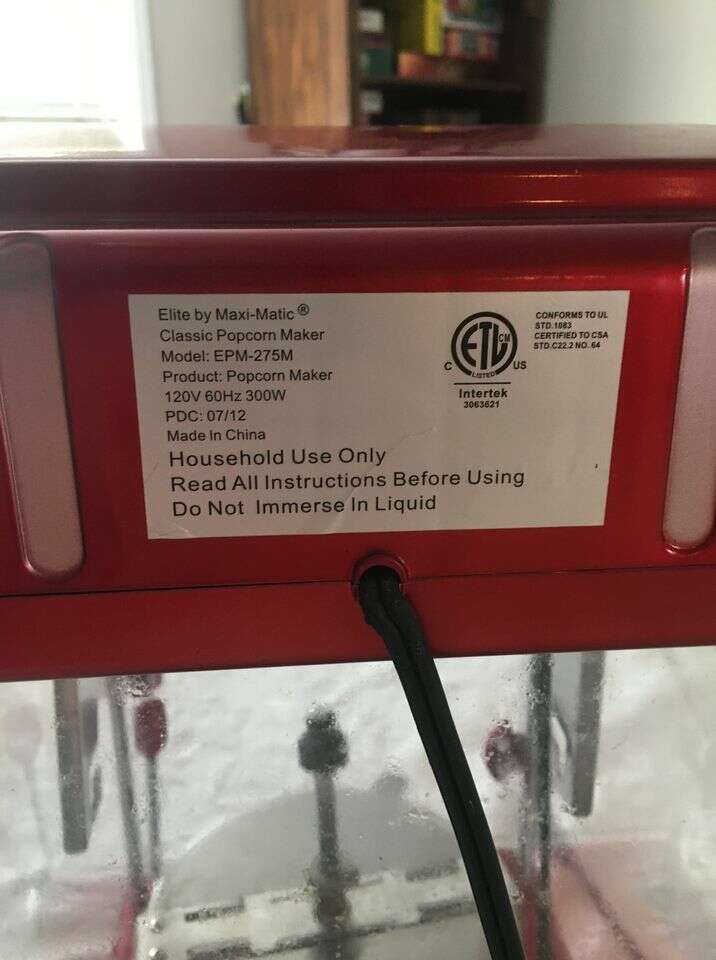 Elite by Maxi-Matic®
Classic Popcorn Maker
Model: EPM-275M
Product: Popcorn Maker
120V 60Hz 300W
PDC: 07/12
Made In China
Household Use Only
Read All Instructions Before Using
Do Not Immerse In Liquid
ETL CM
LISTED
C US
Intertek
3063621
CONFORMS TO UL
STD.1083
CERTIFIED TO CSA
STD.C22.2 NO. 64